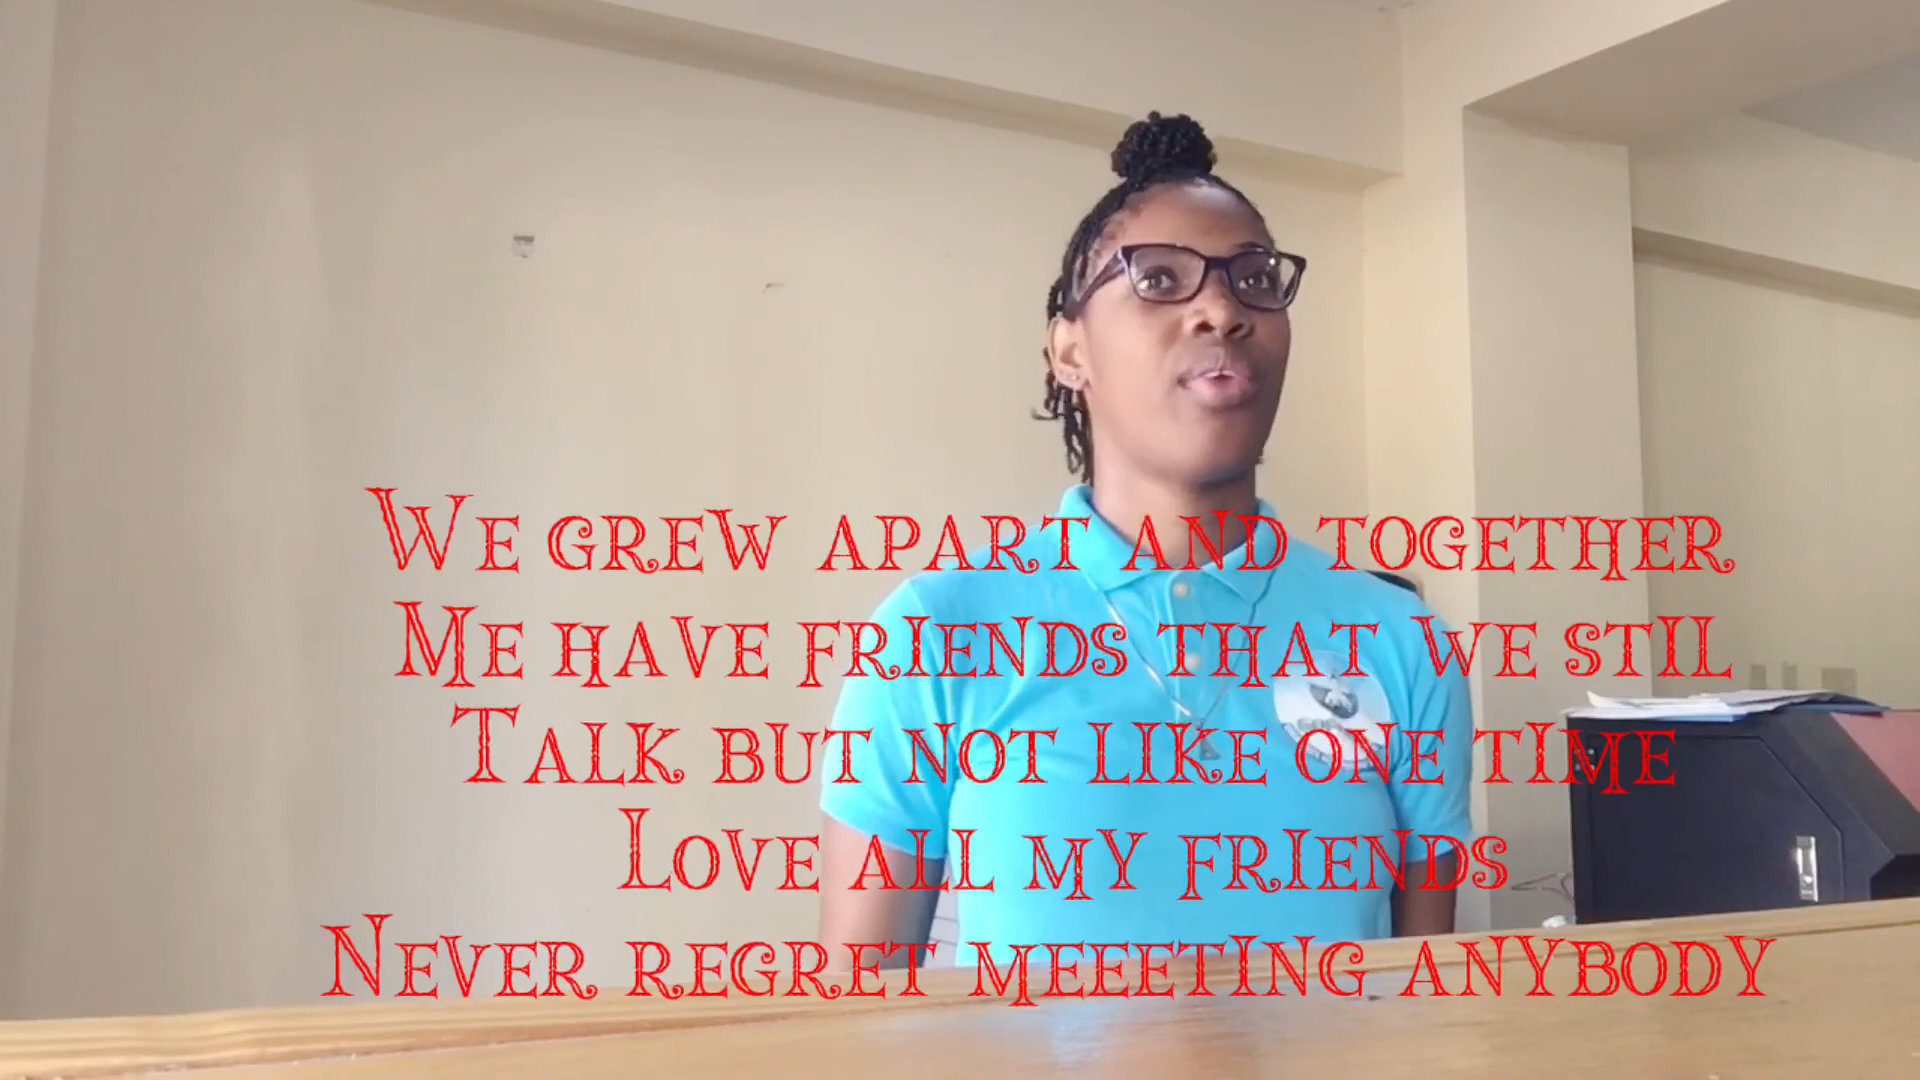 We grew apart and together
Me have friends that we stil
Talk but not like one time
Love all my friends
Never regret meeeting anybody